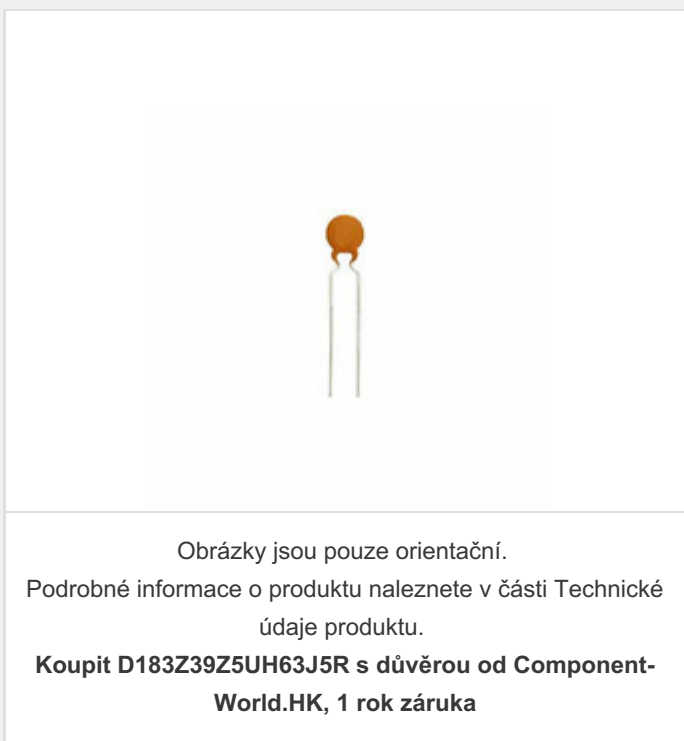 Obrázky jsou pouze orientační.
Podrobné informace o produktu naleznete v části Technické
údaje produktu.
Koupit D183Z39Z5UH63J5R s důvěrou od Component-
World.HK, 1 rok záruka